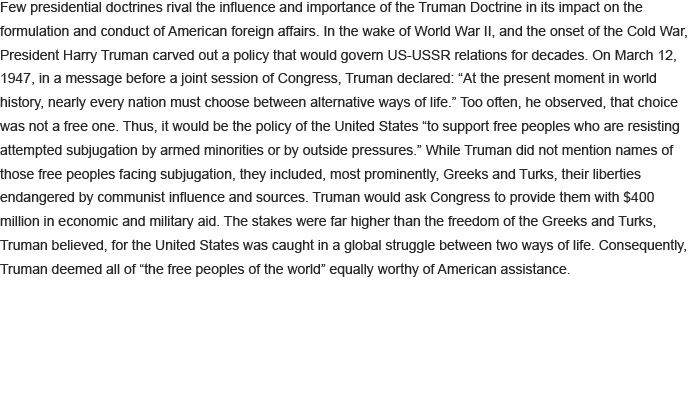 Few presidential doctrines rival the influence and importance of the Truman Doctrine in its impact on the
formulation and conduct of American foreign affairs. In the wake of World War II, and the onset of the Cold War,
President Harry Truman carved out a policy that would govern US-USSR relations for decades. On March 12,
1947, in a message before a joint session of Congress, Truman declared: “At the present moment in world
history, nearly every nation must choose between alternative ways of life.” Too often, he observed, that choice
was not a free one. Thus, it would be the policy of the United States “to support free peoples who are resisting
attempted subjugation by armed minorities or by outside pressures.” While Truman did not mention names of
those free peoples facing subjugation, they included, most prominently, Greeks and Turks, their liberties
endangered by communist influence and sources. Truman would ask Congress to provide them with $400
million in economic and military aid. The stakes were far higher than the freedom of the Greeks and Turks,
Truman believed, for the United States was caught in a global struggle between two ways of life. Consequently,
Truman deemed all of “the free peoples of the world” equally worthy of American assistance.